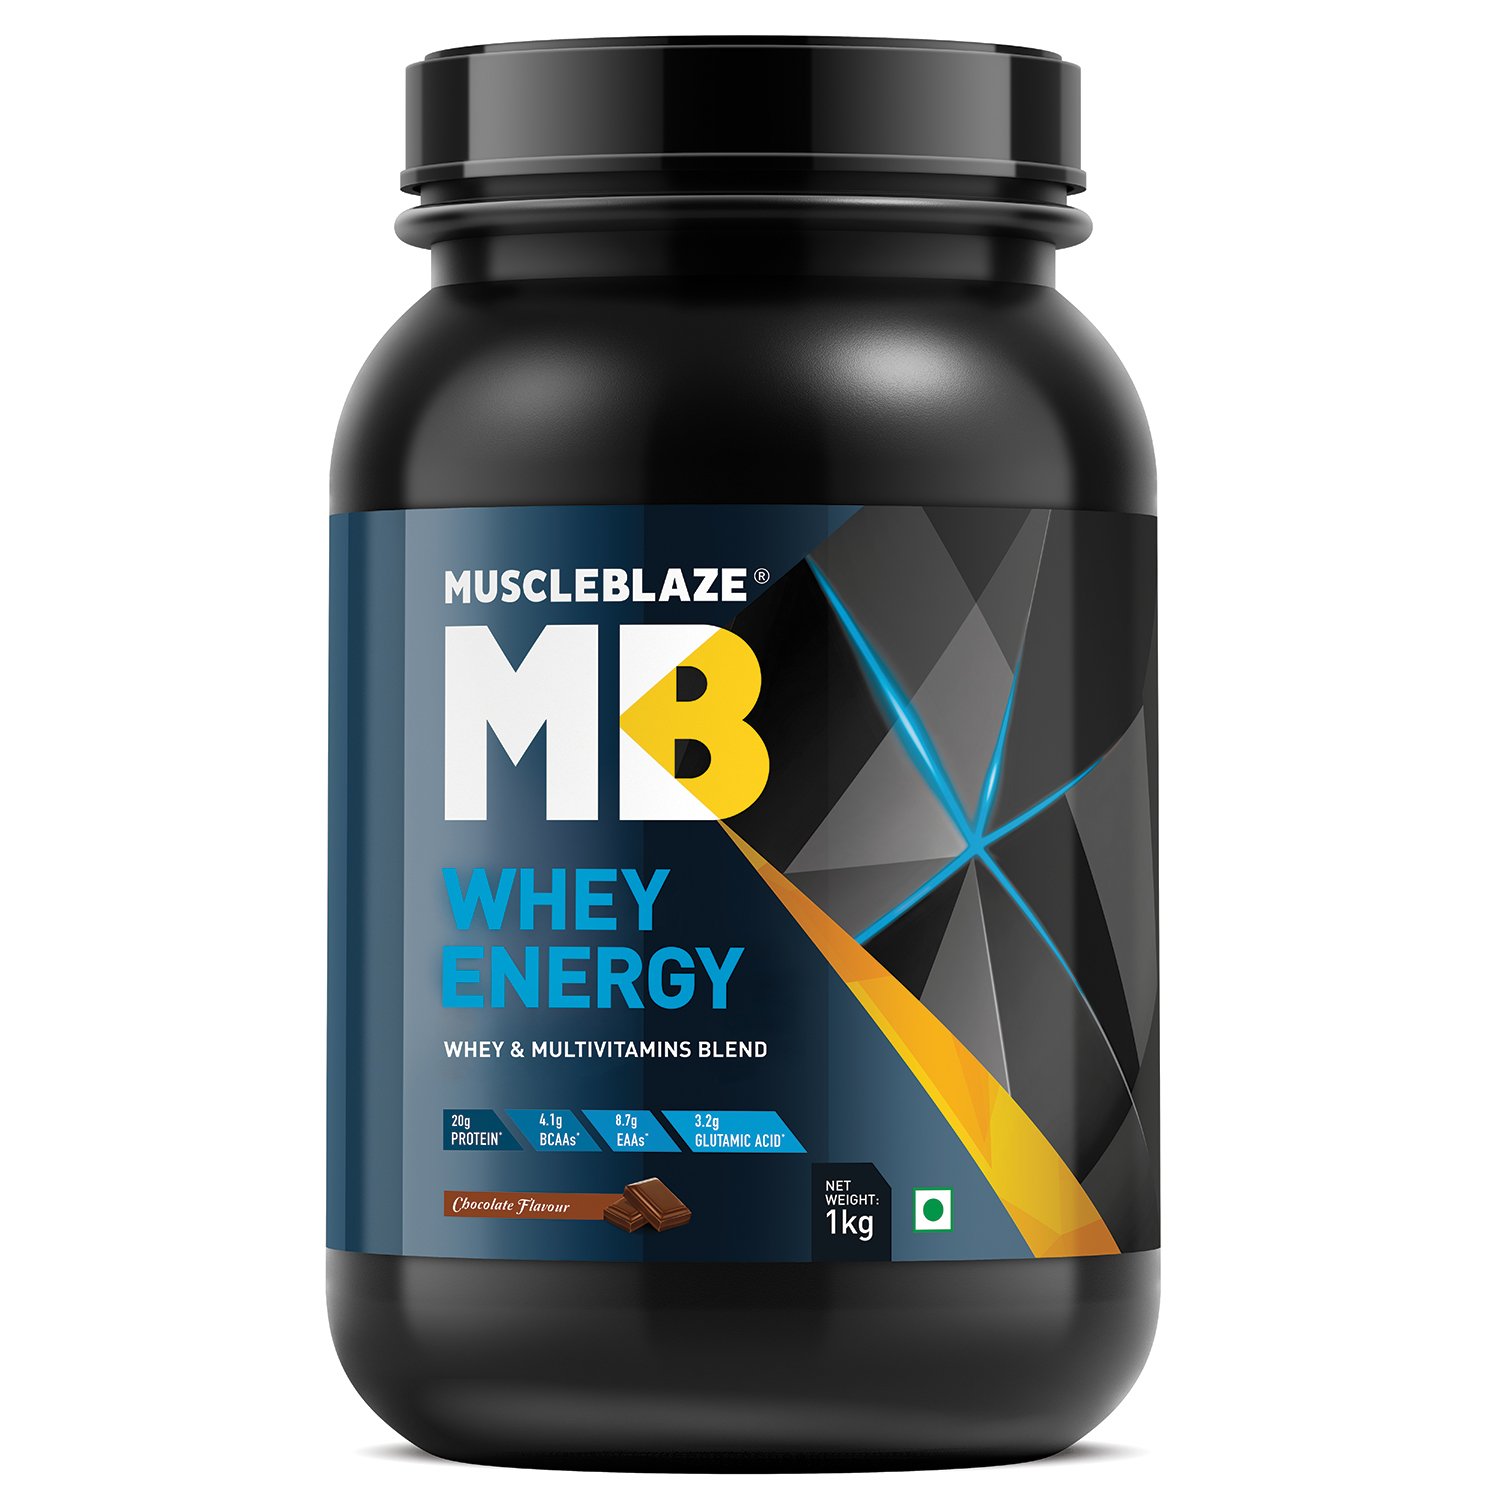 MUSCLEBLAZE®
MB
WHEY
ENERGY
WHEY & MULTIVITAMINS BLEND
20g
PROTEIN*
4.1g
BCAAs*
8.7g
EAAs*
3.2g
GLUTAMIC ACID*
Chocolate Flavour
NET
WEIGHT:
1kg